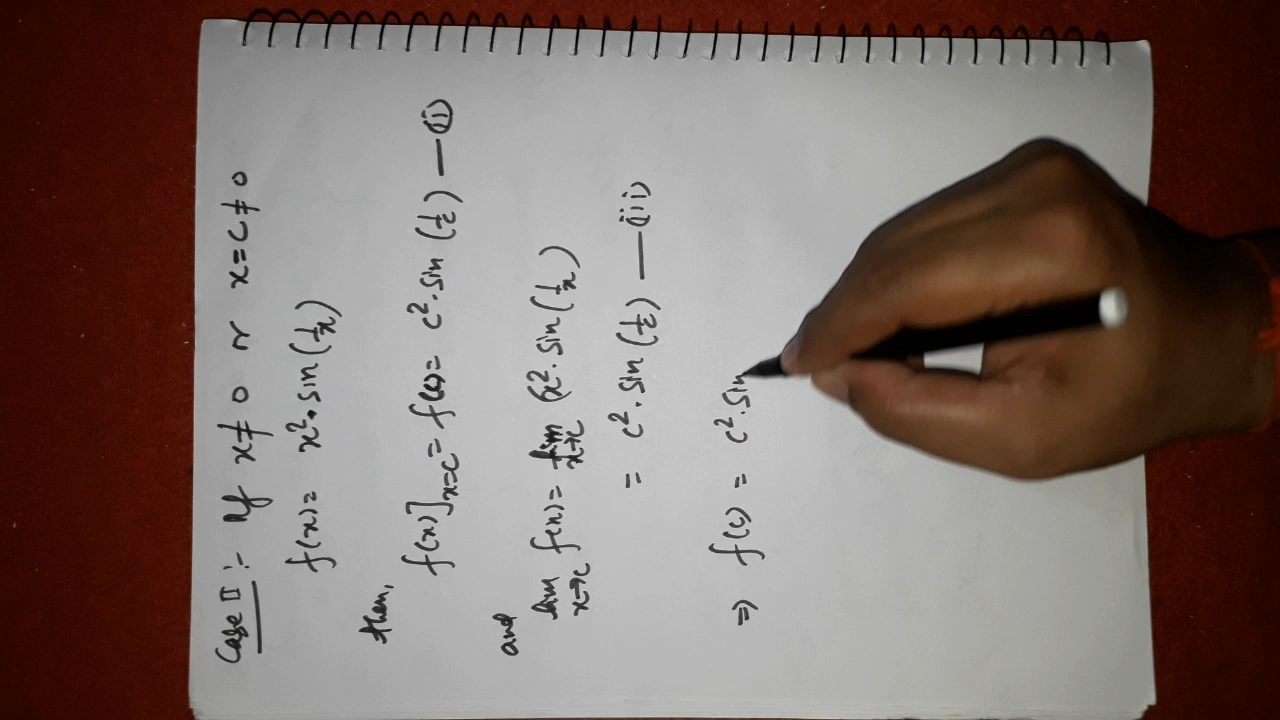 Case II :- If x ≠ 0 or x = c ≠ 0
f(x) = x²·sin(1/x)
then,
f(x)]ₓ₌c = f(c) = c²·sin(1/c) —(ii)
and
lim x→c f(x) = lim x→c (x²·sin(1/x)
= c²·sin(1/c) —(iii)
⇒ f(c) = c²·sin